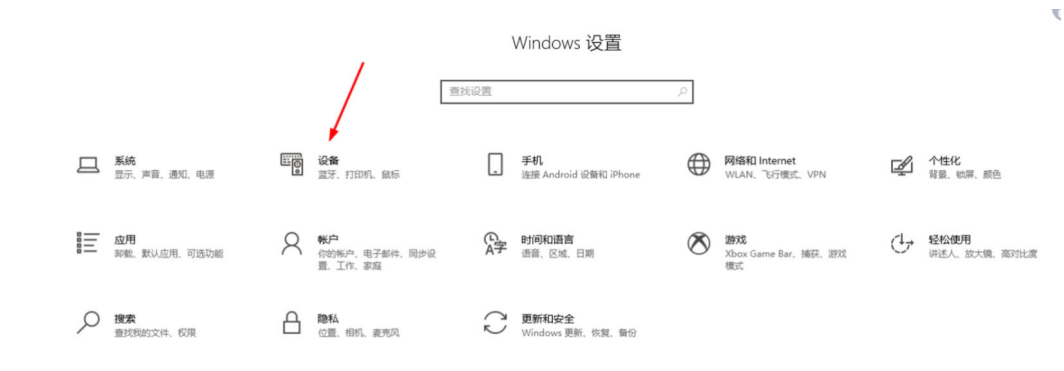 Windows 设置
查找设置
系统
显示、声音、通知、电源
设备
蓝牙、打印机、鼠标
手机
连接 Android 设备和 iPhone
网络和 Internet
WLAN、飞行模式、VPN
个性化
背景、锁屏、颜色
应用
卸载、默认应用、可选功能
帐户
你的帐户、电子邮件、同步设
置、工作、家庭
时间和语言
语音、区域、日期
游戏
Xbox Game Bar、捕获、游戏
模式
轻松使用
讲述人、放大镜、高对比度
搜索
查找我的文件、权限
隐私
位置、相机、麦克风
更新和安全
Windows 更新、恢复、备份